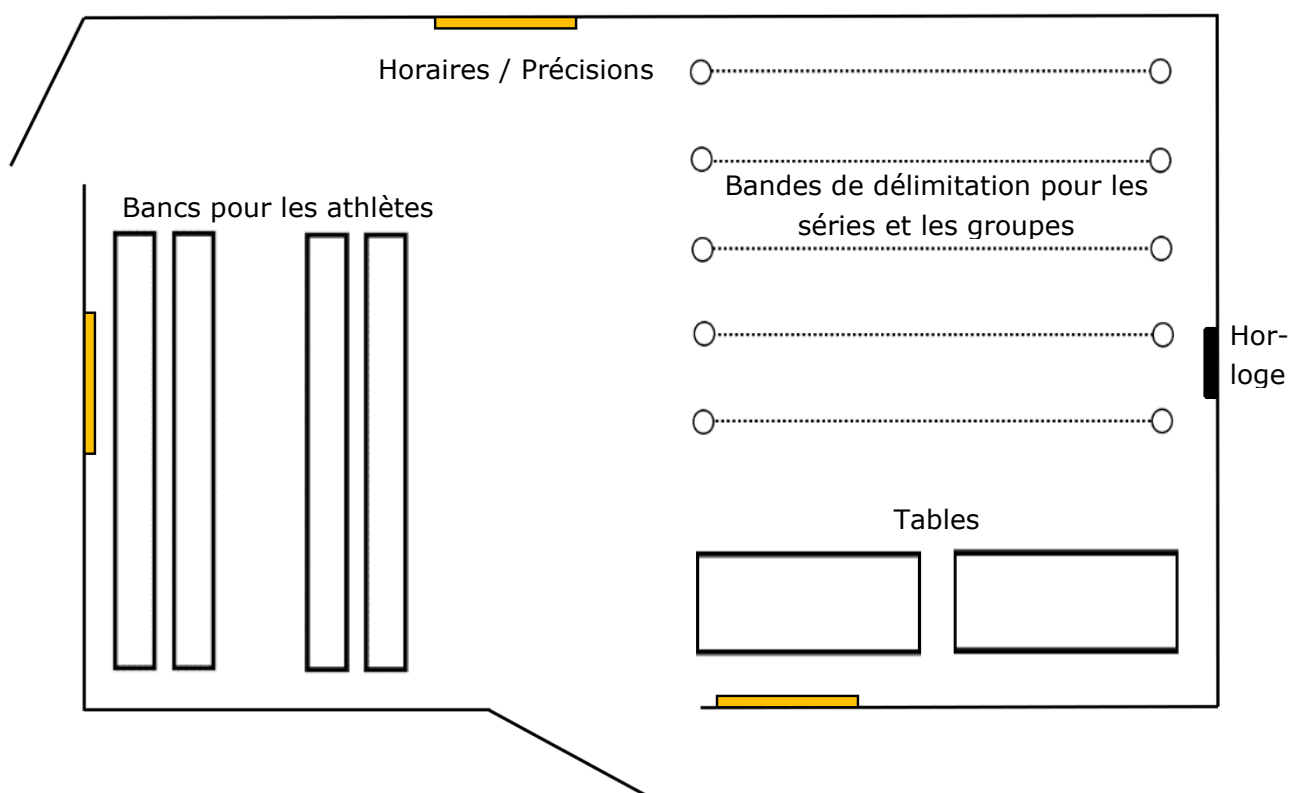 Horaires / Précisions
Bandes de délimitation pour les
séries et les groupes
Bancs pour les athlètes
Hor-
loge
Tables